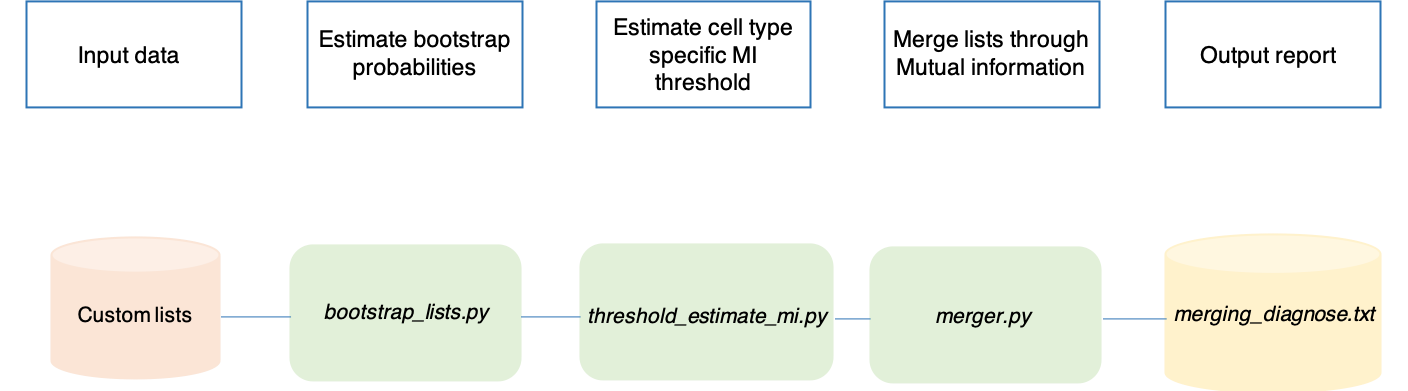 Input data
Estimate bootstrap
probabilities
Estimate cell type
specific MI
threshold
Merge lists through
Mutual information
Output report
Custom lists
bootstrap_lists.py
threshold_estimate_mi.py
merger.py
merging_diagnose.txt